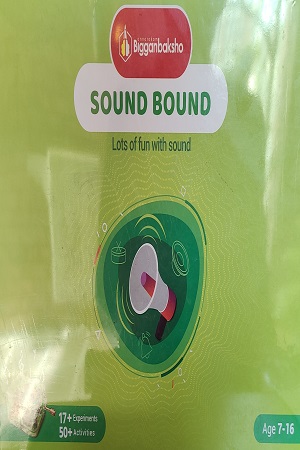 Bigganbaksho
SOUND BOUND
Lots of fun with sound
17+ Experiments
50+ Activities
Age 7-16